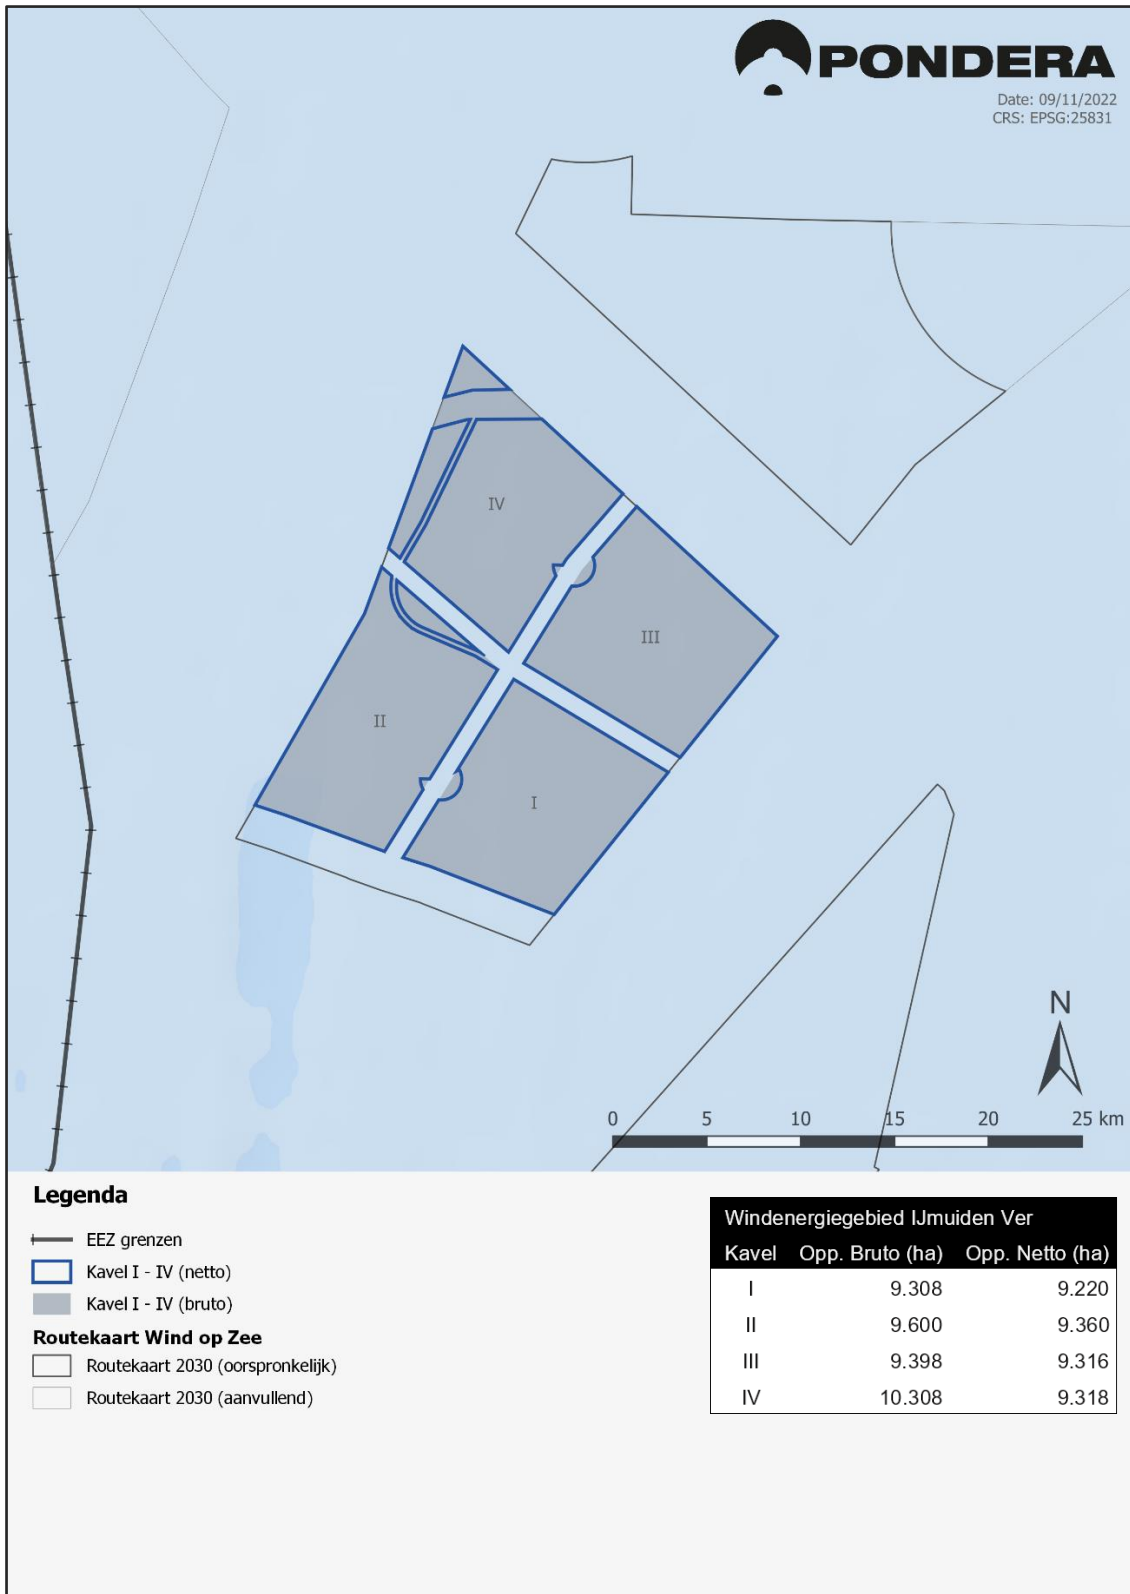 PONDERA
Date: 09/11/2022
CRS: EPSG:25831
IV
III
II
I
N
0 5 10 15 20 25 km
Legenda
EEZ grenzen
Kavel I - IV (netto)
Kavel I - IV (bruto)
Routekaart Wind op Zee
Routekaart 2030 (oorspronkelijk)
Routekaart 2030 (aanvullend)
Windenergiegebied IJmuiden Ver
Kavel Opp. Bruto (ha) Opp. Netto (ha)
I 9.308 9.220
II 9.600 9.360
III 9.398 9.316
IV 10.308 9.318